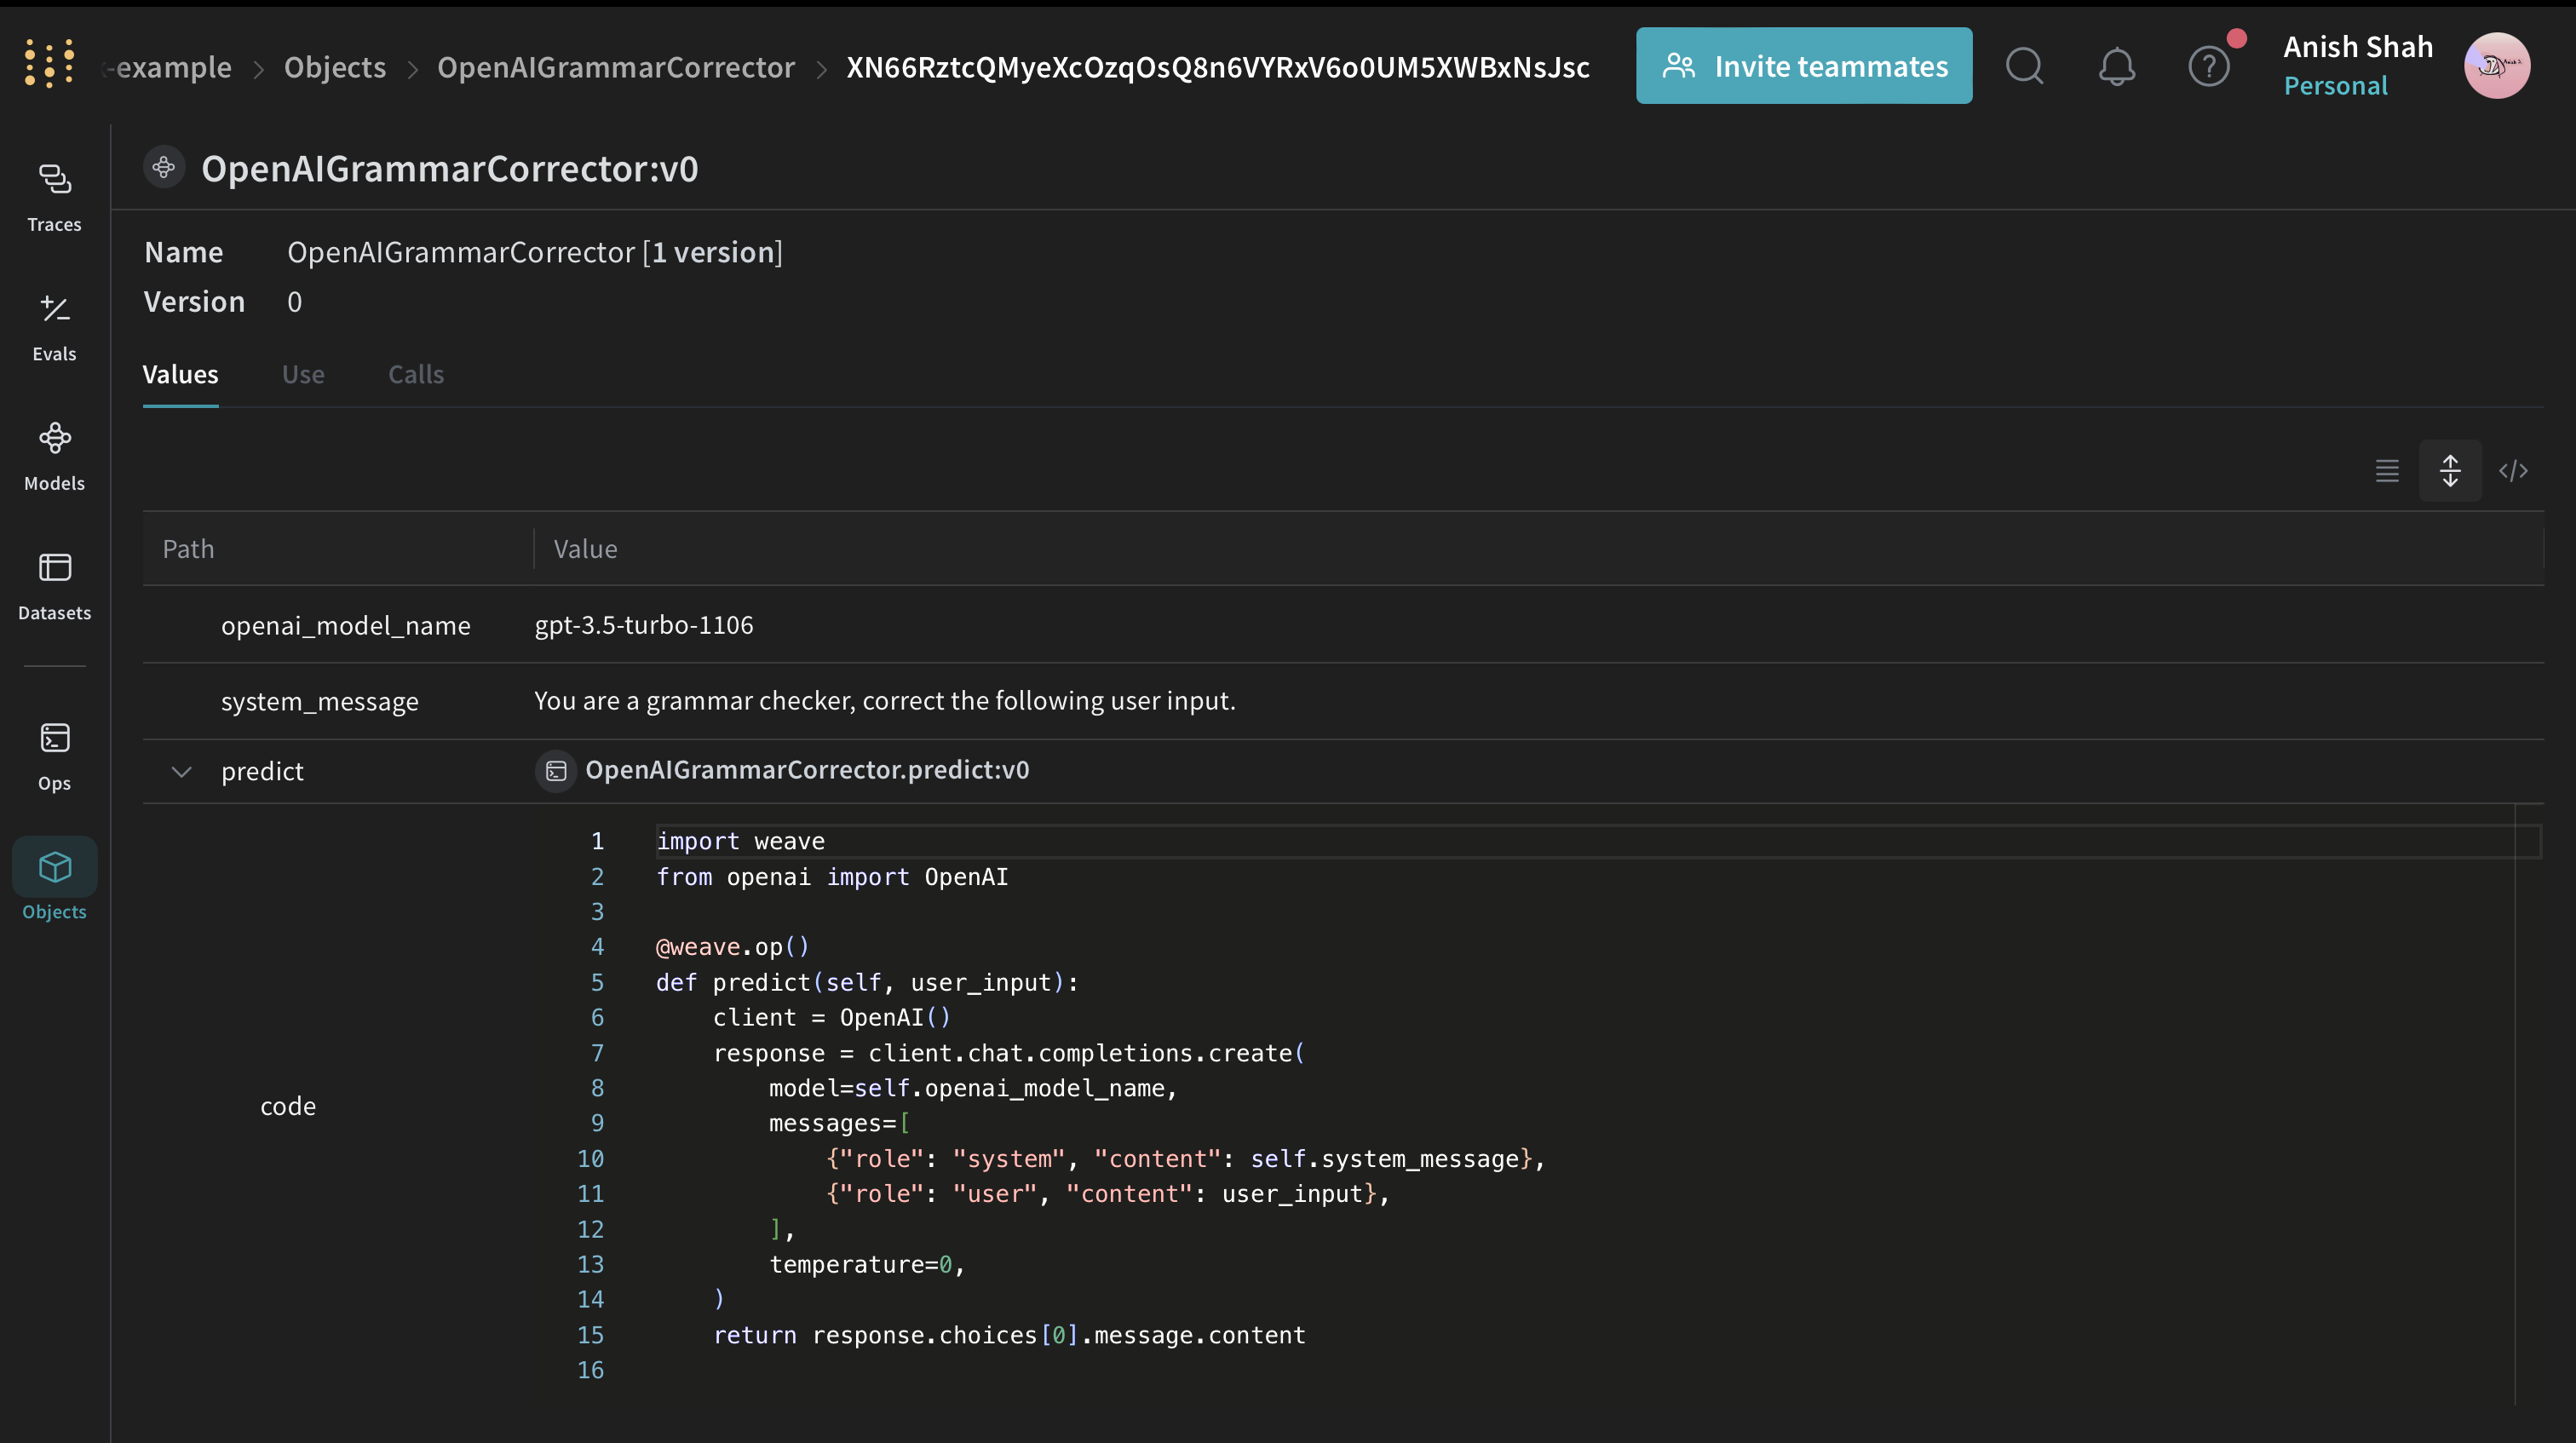 -example > Objects > OpenAIGrammarCorrector > XN66RztcQMyeXcOzqOsQ8n6VYRxV6o0UM5XWBxNsJsc
Invite teammates
Anish Shah
Personal
Traces
Evals
Models
Datasets
Ops
Objects
OpenAIGrammarCorrector:v0
Name OpenAIGrammarCorrector [1 version]
Version 0
Values Use Calls
Path Value
openai_model_name gpt-3.5-turbo-1106
system_message You are a grammar checker, correct the following user input.
predict OpenAIGrammarCorrector.predict:v0
code
1 import weave
2 from openai import OpenAI
3
4 @weave.op()
5 def predict(self, user_input):
6     client = OpenAI()
7     response = client.chat.completions.create(
8         model=self.openai_model_name,
9         messages=[
10             {"role": "system", "content": self.system_message},
11             {"role": "user", "content": user_input},
12         ],
13         temperature=0,
14     )
15     return response.choices[0].message.content
16